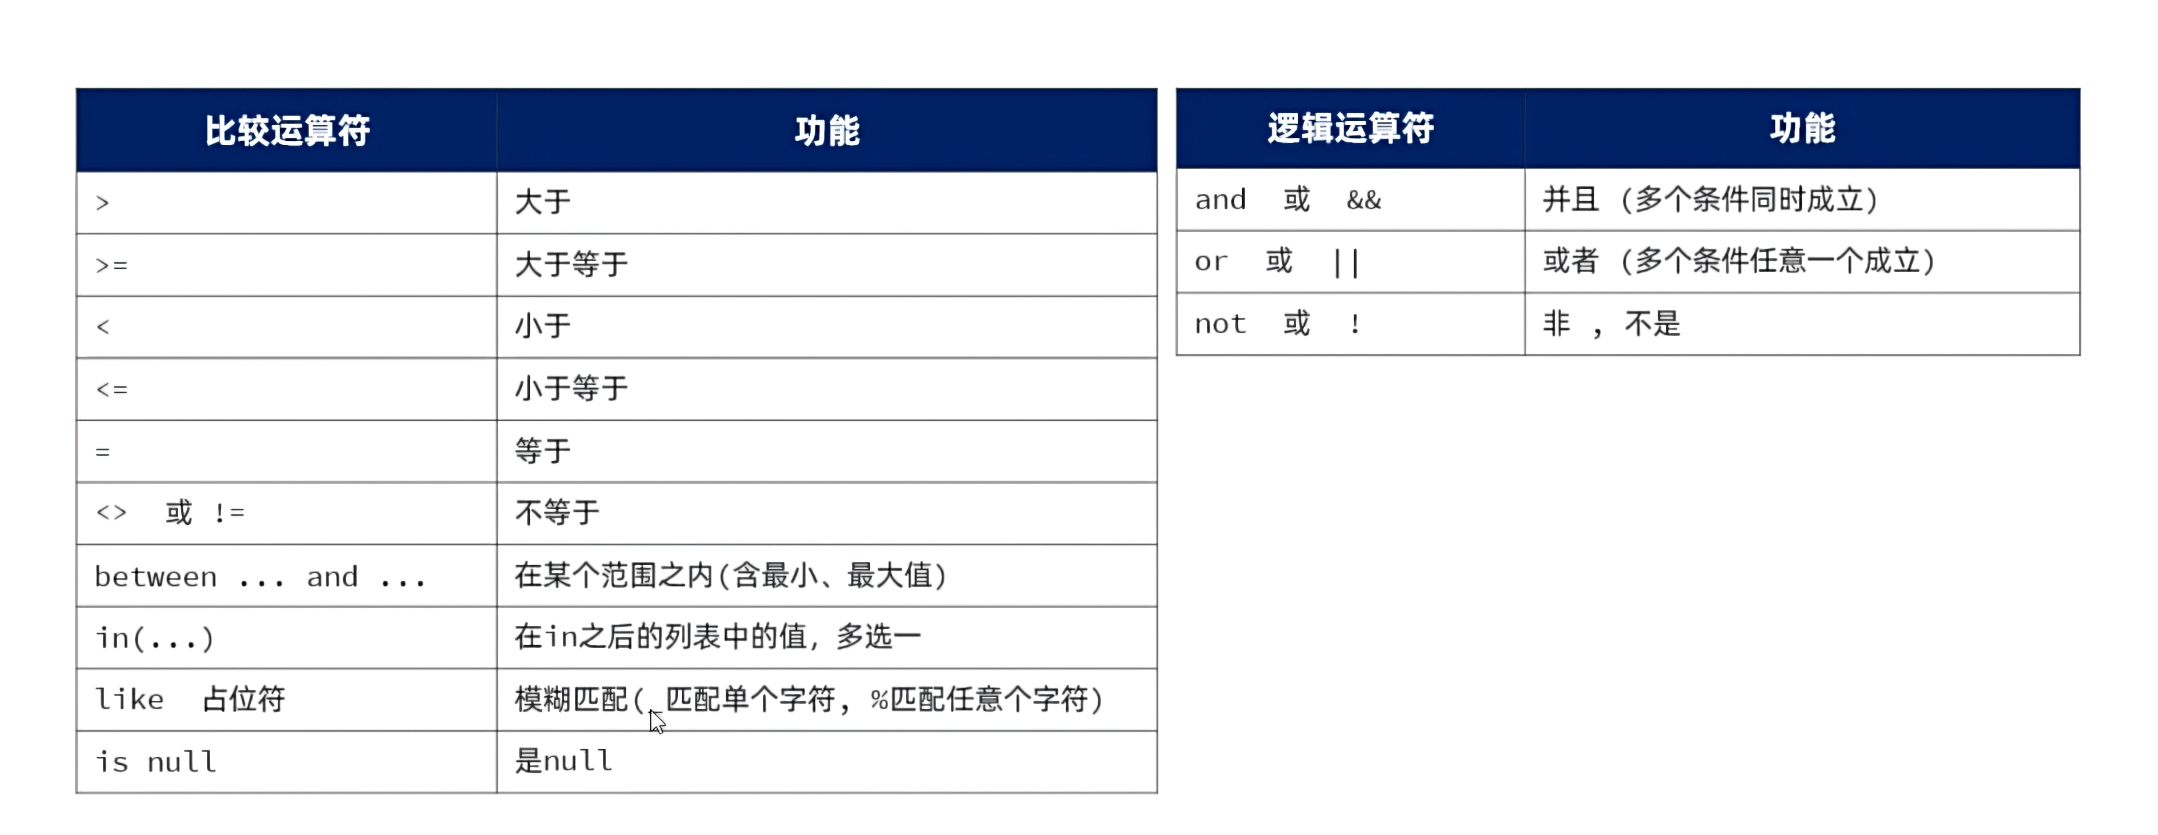 比较运算符 功能
> 大于
>= 大于等于
< 小于
<= 小于等于
= 等于
<> 或 != 不等于
between ... and ... 在某个范围之内(含最小、最大值)
in(...) 在in之后的列表中的值，多选一
like 占位符 模糊匹配(_匹配单个字符, %匹配任意个字符)
is null 是null
逻辑运算符 功能
and 或 && 并且 (多个条件同时成立)
or 或 || 或者 (多个条件任意一个成立)
not 或 ! 非 , 不是